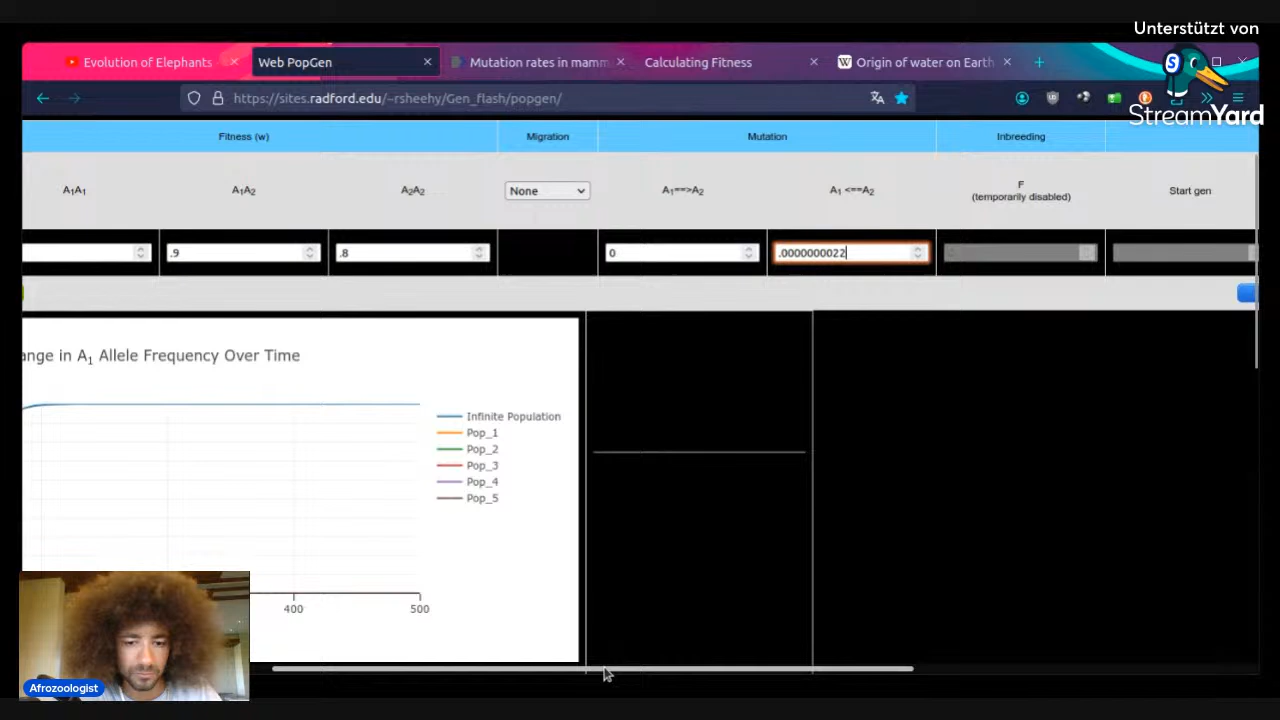 Unterstützt von
StreamYard
Evolution of Elephants
Web PopGen
Mutation rates in mamm
Calculating Fitness
W Origin of water on Earth
https://sites.radford.edu/~rsheehy/Gen_flash/popgen/
Fitness (w) Migration Mutation Inbreeding
A1A1 A1A2 A2A2 None A1==>A2 A1 <==A2 F Start gen
(temporarily disabled)
.9 .8 0 .0000000022
ange in A1 Allele Frequency Over Time
Infinite Population
Pop_1
Pop_2
Pop_3
Pop_4
Pop_5
400 500
Afrozoologist